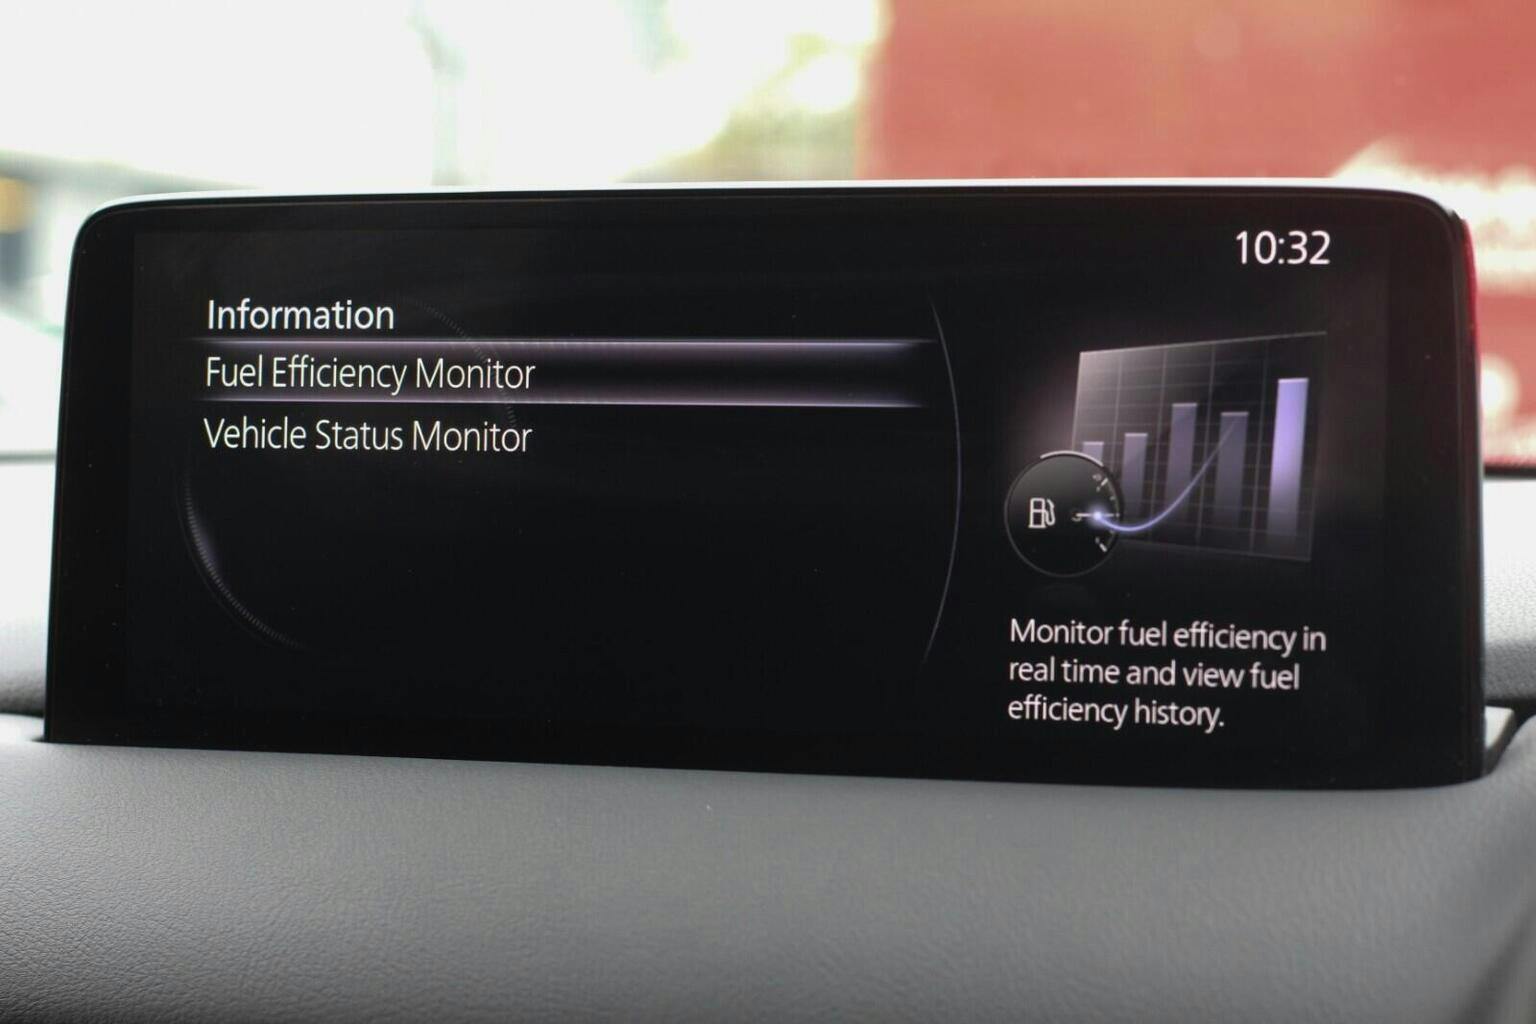 10:32
Information
Fuel Efficiency Monitor
Vehicle Status Monitor
Monitor fuel efficiency in
real time and view fuel
efficiency history.